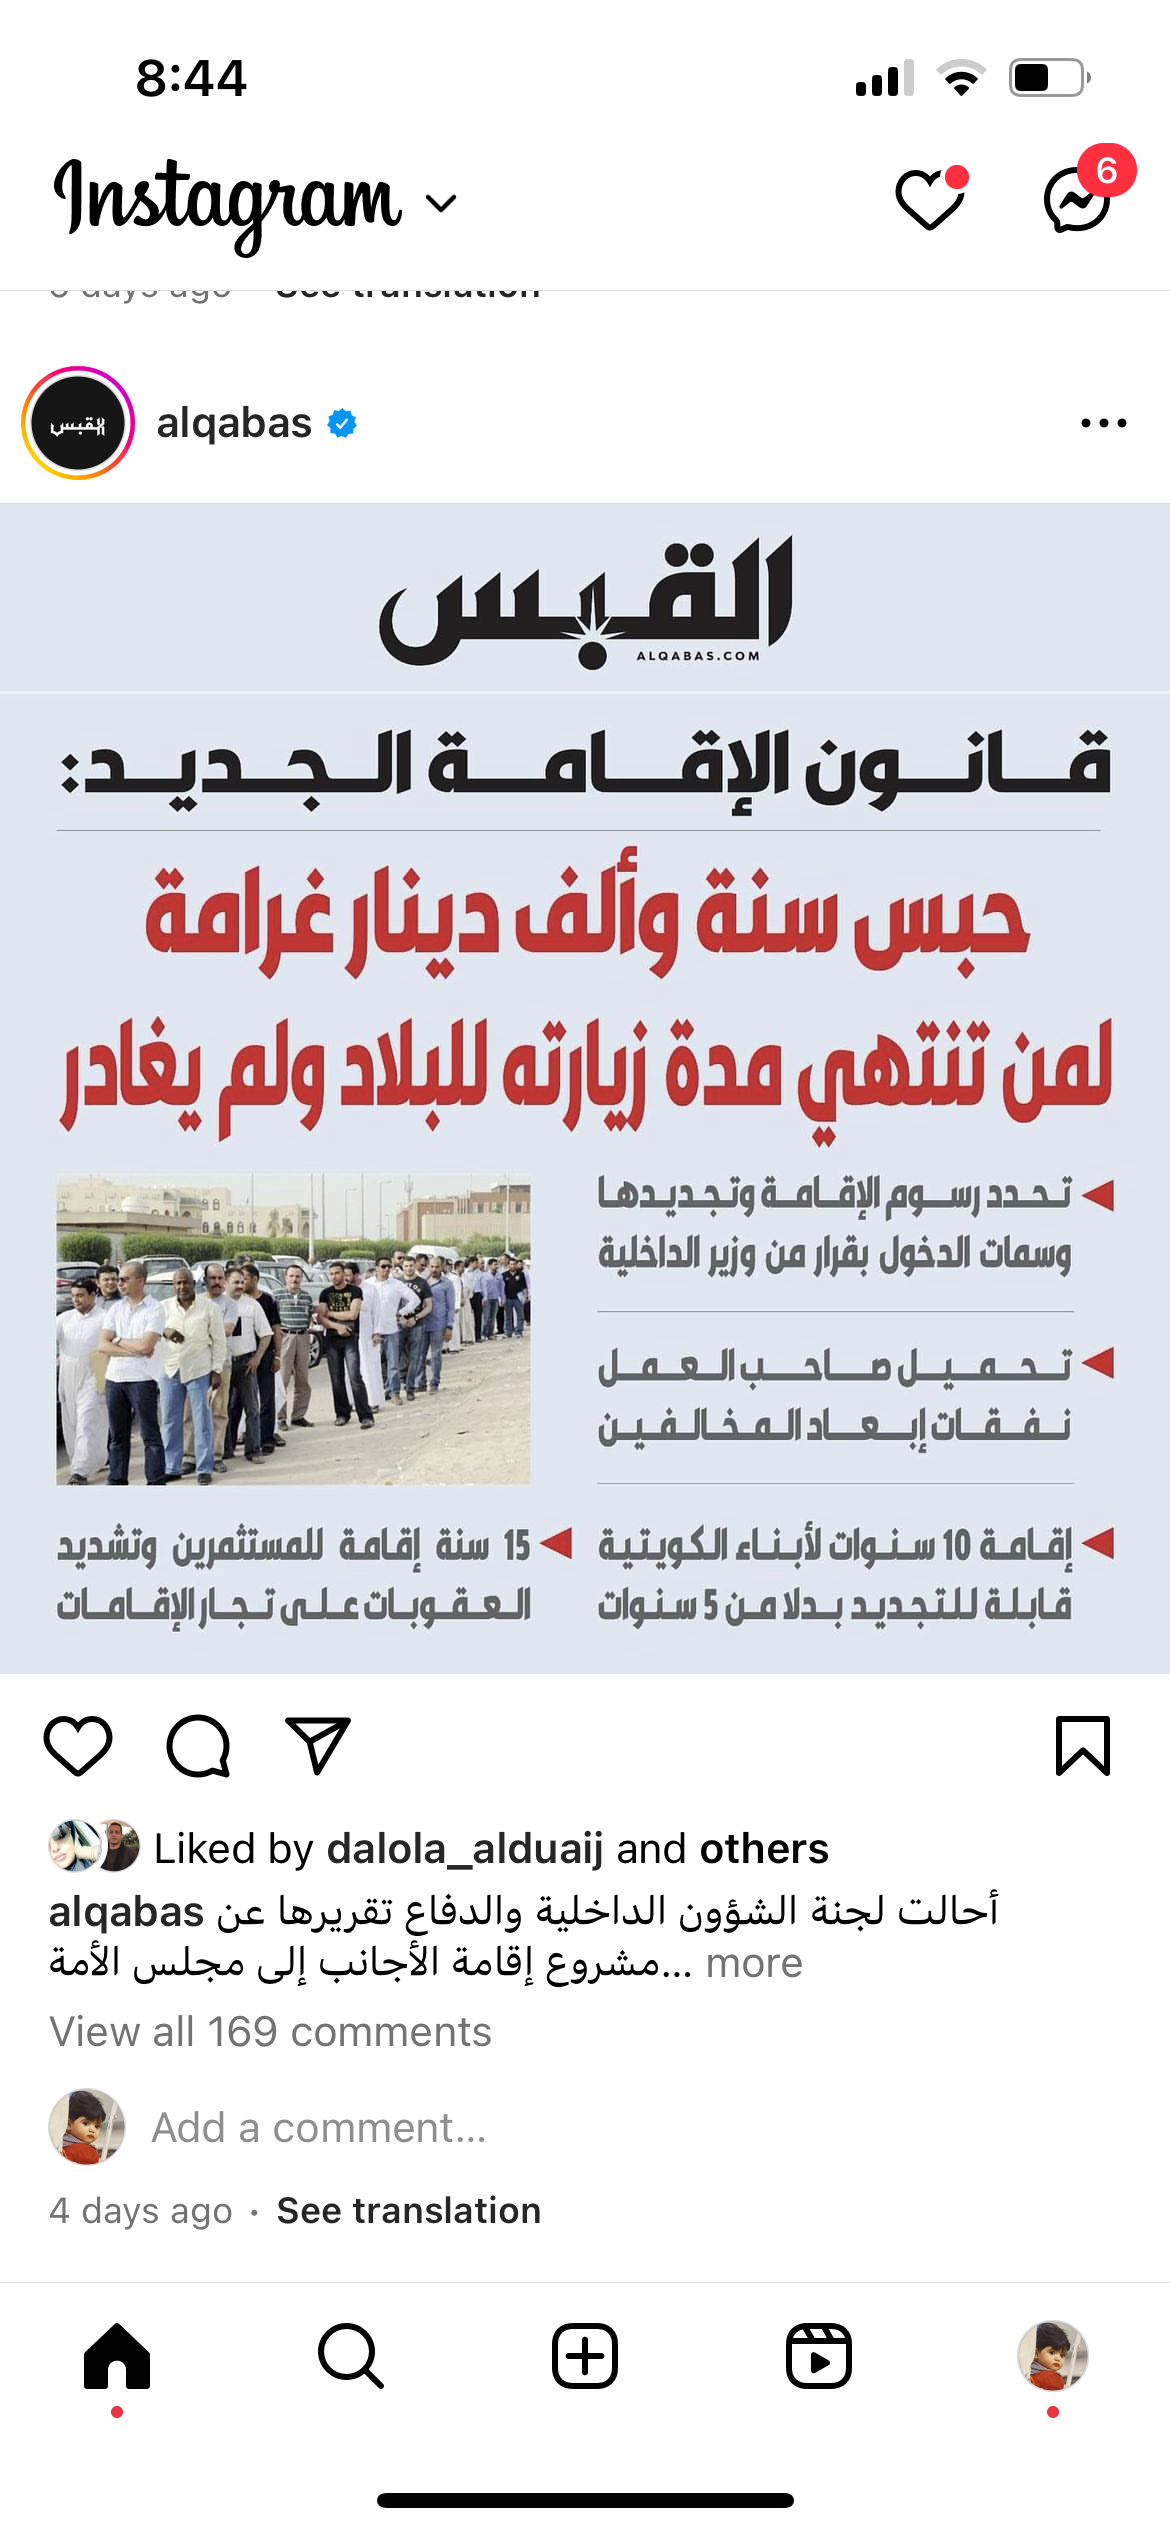 8:44
Instagram
6
days ago See translation
القبس
alqabas
القبس
ALQABAS.COM
قانون الإقامة الجديد:
حبس سنة وألف دينار غرامة
لمن تنتهي مدة زيارته للبلاد ولم يغادر
تحدد رسوم الإقامة وتجديدها
وسمات الدخول بقرار من وزير الداخلية
تحميل صاحب العمل
نفقات إبعاد المخالفين
إقامة 10 سنوات لأبناء الكويتية
قابلة للتجديد بدلا من 5 سنوات
15 سنة إقامة للمستثمرين وتشديد
العقوبات على تجار الإقامات
Liked by dalola_alduaij and others
alqabas أحالت لجنة الشؤون الداخلية والدفاع تقريرها عن
مشروع إقامة الأجانب إلى مجلس الأمة... more
View all 169 comments
Add a comment...
4 days ago · See translation